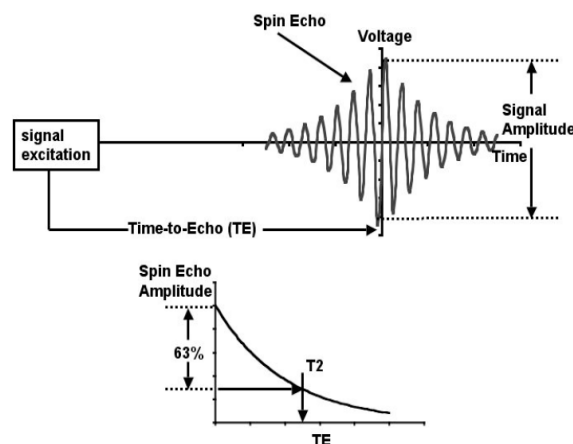 Spin Echo
Voltage
signal
excitation
Signal
Amplitude
Time
Time-to-Echo (TE)
Spin Echo
Amplitude
63%
T2
TE